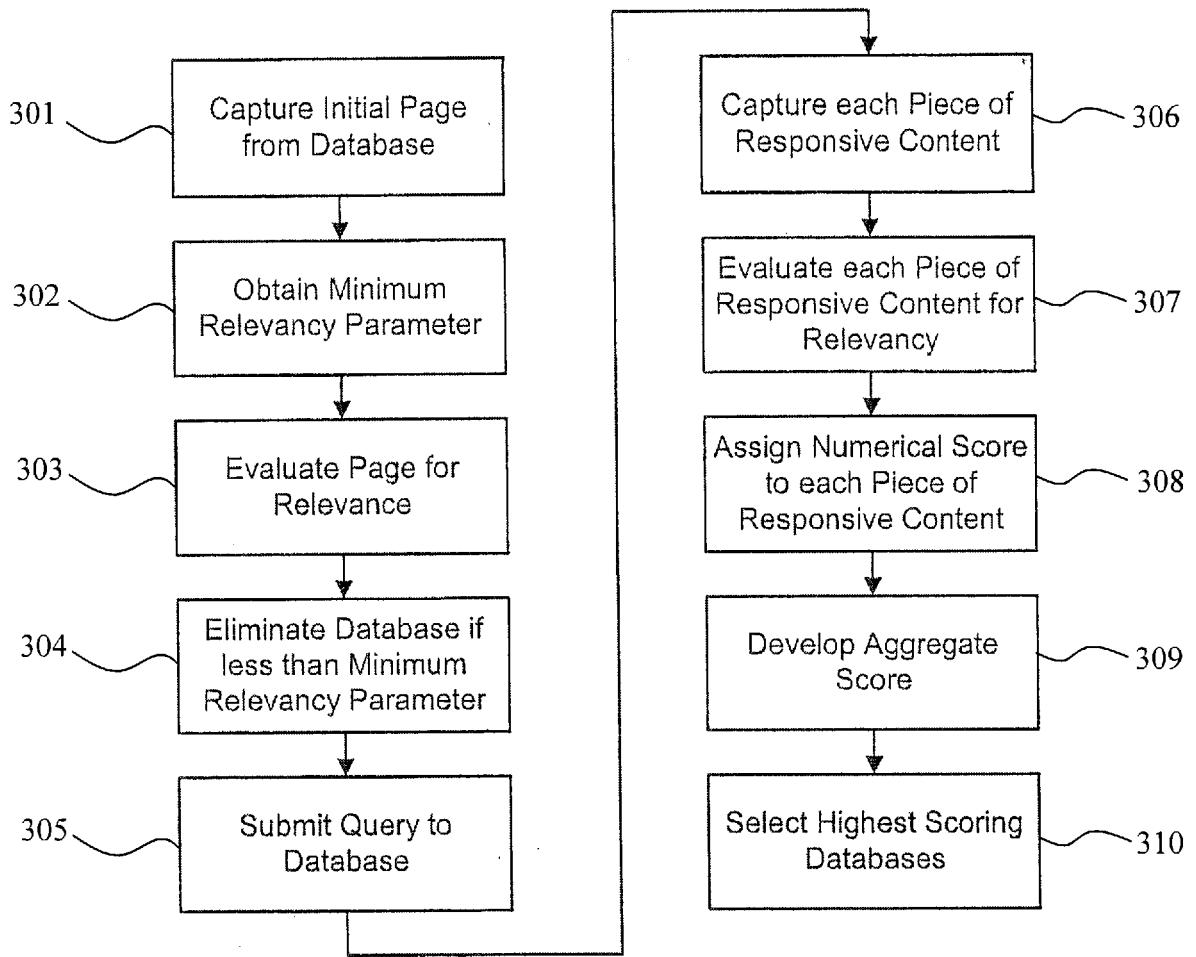 301
Capture Initial Page
from Database
302
Obtain Minimum
Relevancy Parameter
303
Evaluate Page for
Relevance
304
Eliminate Database if
less than Minimum
Relevancy Parameter
305
Submit Query to
Database
Capture each Piece of
Responsive Content
306
Evaluate each Piece of
Responsive Content for
Relevancy
307
Assign Numerical Score
to each Piece of
Responsive Content
308
Develop Aggregate
Score
309
Select Highest Scoring
Databases
310